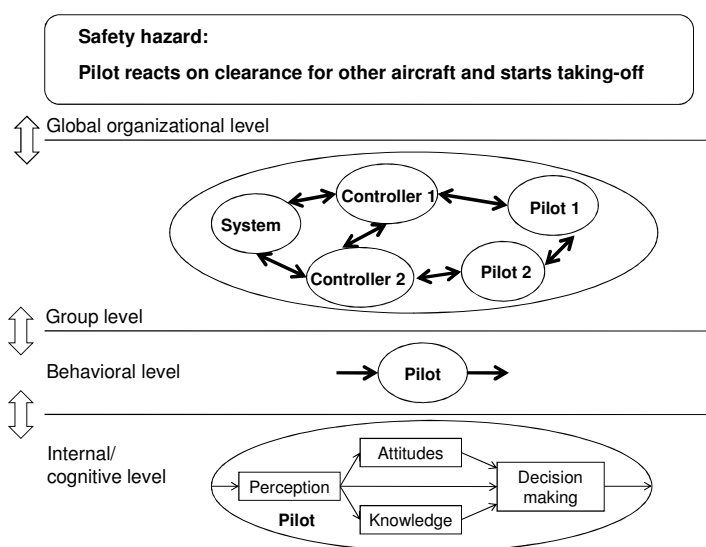 Safety hazard:
Pilot reacts on clearance for other aircraft and starts taking-off
Global organizational level
Controller 1
Pilot 1
System
Controller 2
Pilot 2
Group level
Behavioral level
Pilot
Internal/
cognitive level
Attitudes
Perception
Decision
making
Pilot
Knowledge